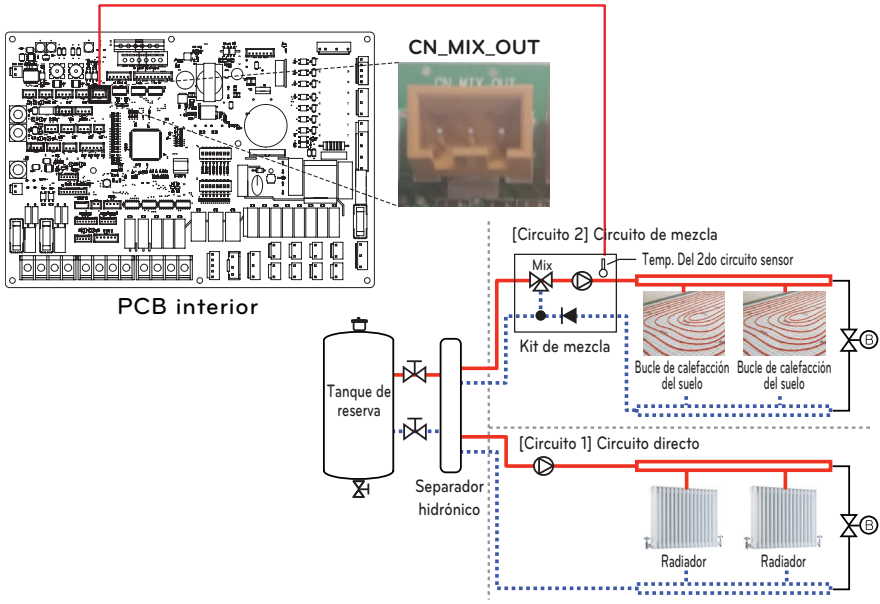 CN_MIX_OUT
CN_MIX_OUT
[Circuito 2] Circuito de mezcla
Temp. Del 2do circuito sensor
Mix
PCB interior
Kit de mezcla
B
Bucle de calefacción
del suelo
Bucle de calefacción
del suelo
Tanque de
reserva
[Circuito 1] Circuito directo
Separador
hidrónico
B
Radiador
Radiador